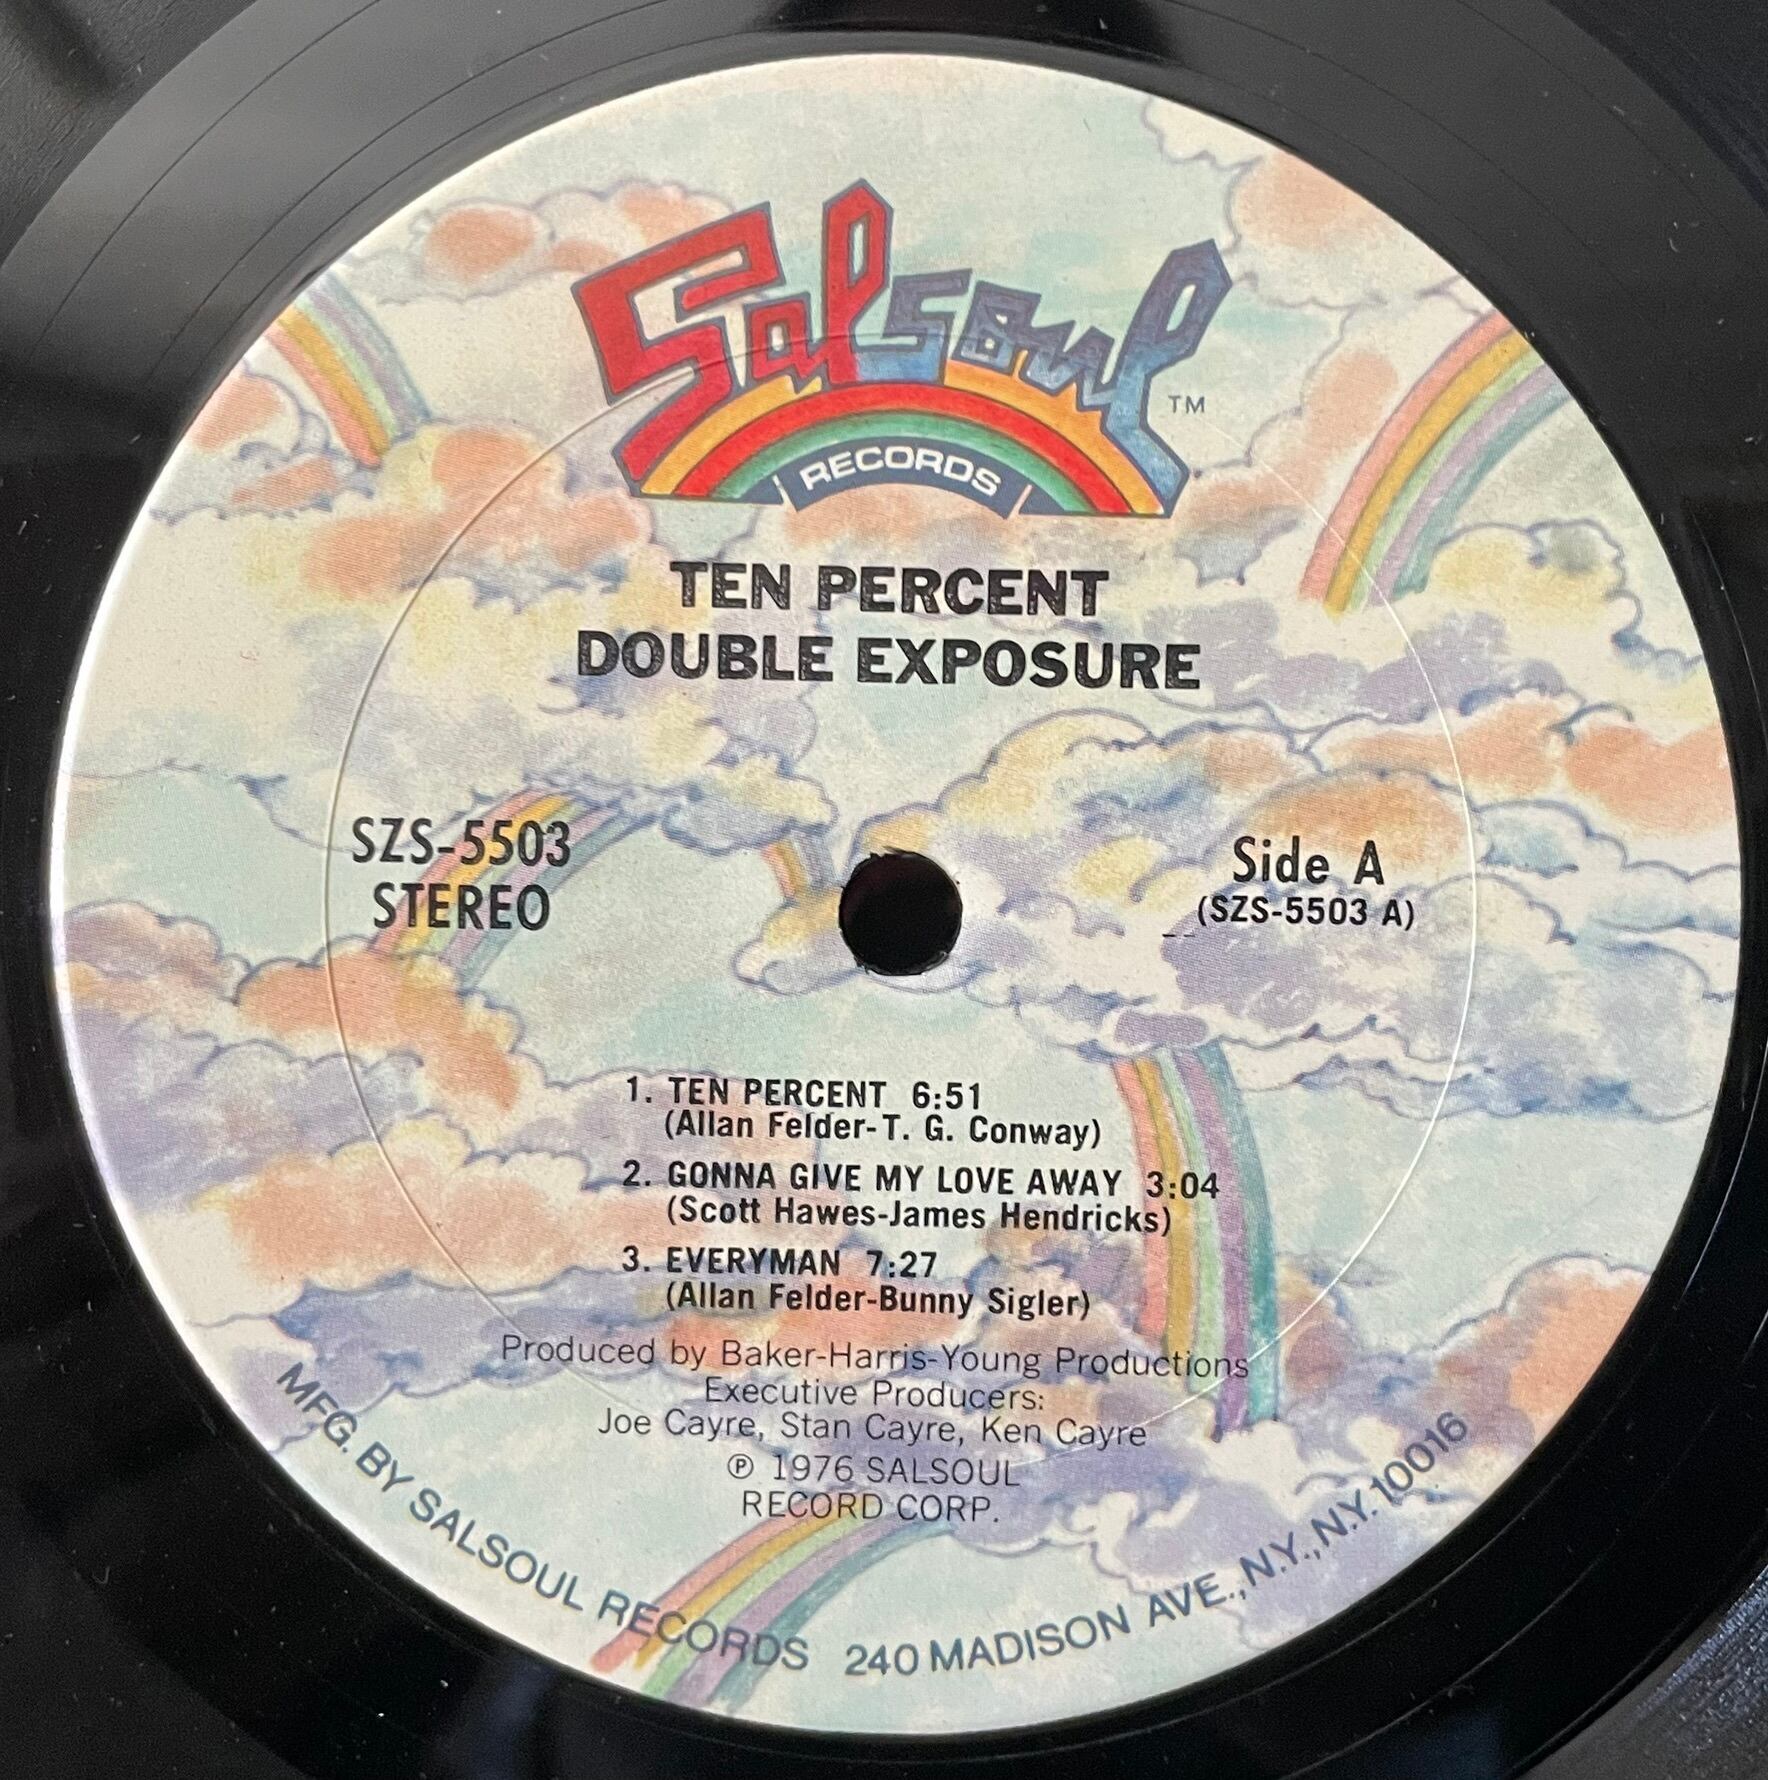 Salsoul TM
RECORDS
TEN PERCENT
DOUBLE EXPOSURE
SZS-5503
STEREO
Side A
(SZS-5503 A)
1. TEN PERCENT 6:51
(Allan Felder-T. G. Conway)
2. GONNA GIVE MY LOVE AWAY 3:04
(Scott Hawes-James Hendricks)
3. EVERYMAN 7:27
(Allan Felder-Bunny Sigler)
Produced by Baker-Harris-Young Productions
Executive Producers:
Joe Cayre, Stan Cayre, Ken Cayre
℗ 1976 SALSOUL
RECORD CORP.
MFG. BY SALSOUL RECORDS 240 MADISON AVE., N.Y., N.Y. 10016